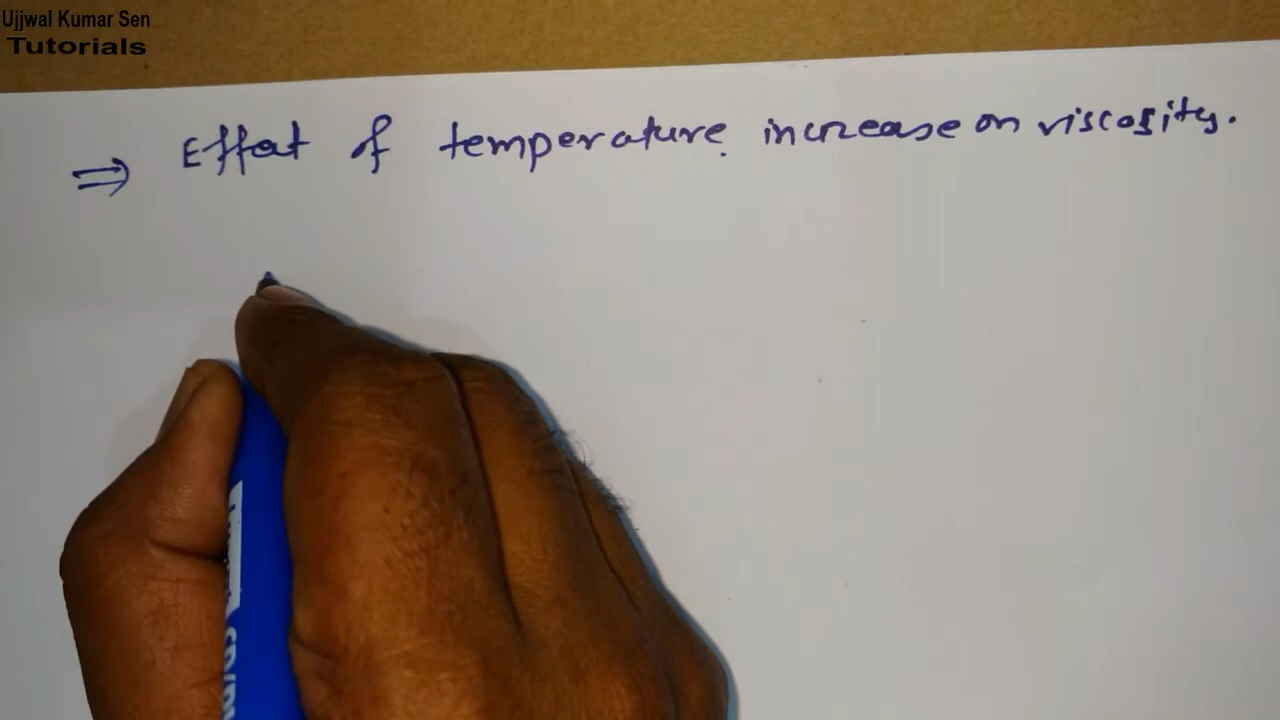 Ujjwal Kumar Sen
Tutorials
⇒ Effect of temperature increase on viscosity.